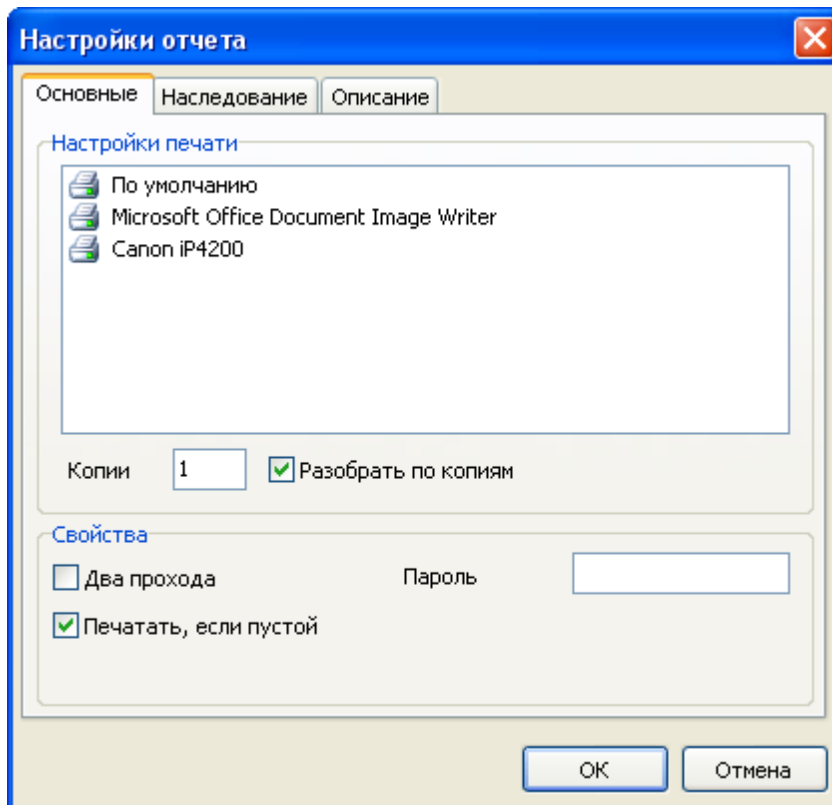 Настройки отчета
Основные Наследование Описание
Настройки печати
По умолчанию
Microsoft Office Document Image Writer
Canon iP4200
Копии 1 Разобрать по копиям
Свойства
Два прохода Пароль
Печатать, если пустой
ОК Отмена